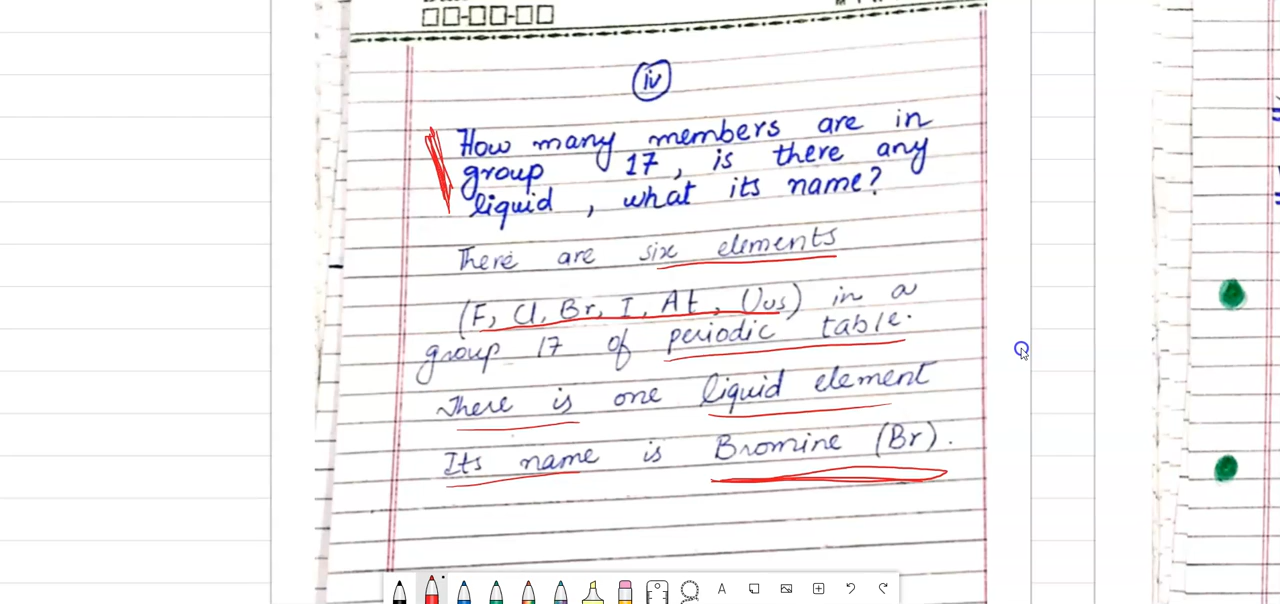 iv
How many members are in
group 17, is there any
liquid, what its name?
There are six elements
(F, Cl, Br, I, At, Uus) in a
group 17 of periodic table.
There is one liquid element
Its name is Bromine (Br).
A